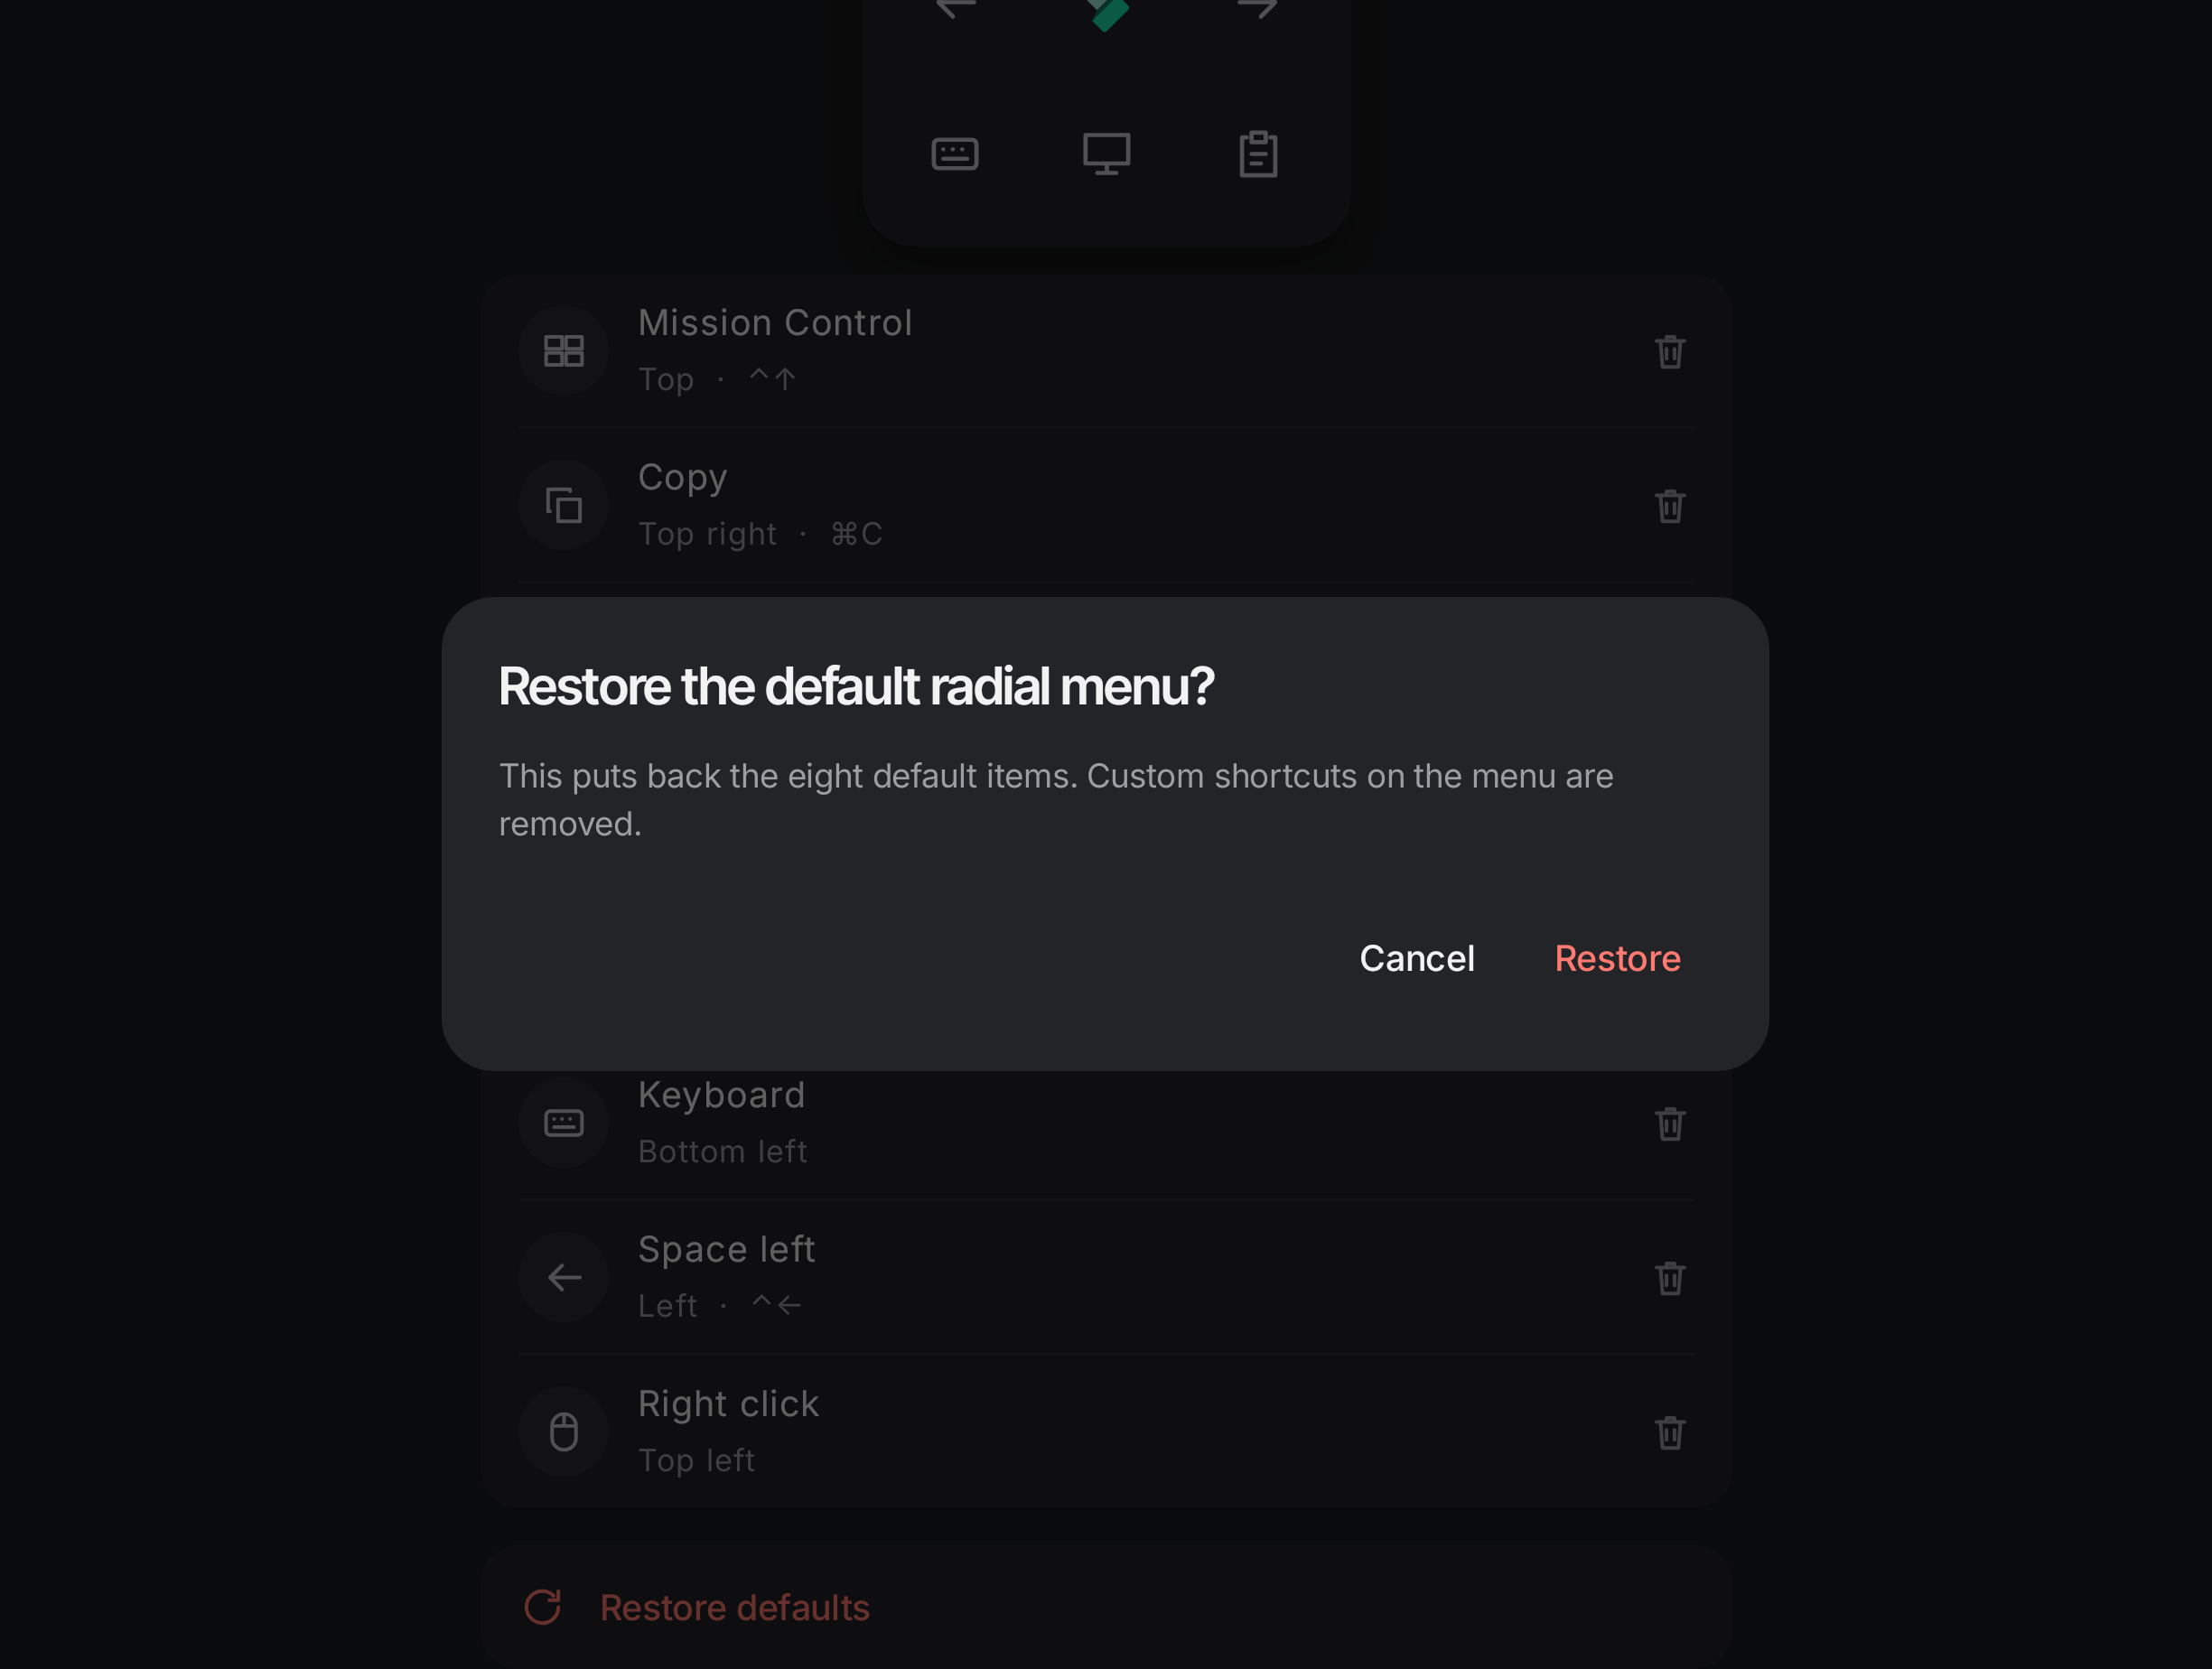 Mission Control
Top · ⌃↑
Copy
Top right · ⌘C
Restore the default radial menu?
This puts back the eight default items. Custom shortcuts on the menu are
removed.
Cancel Restore
Keyboard
Bottom left
Space left
Left · ⌃←
Right click
Top left
Restore defaults